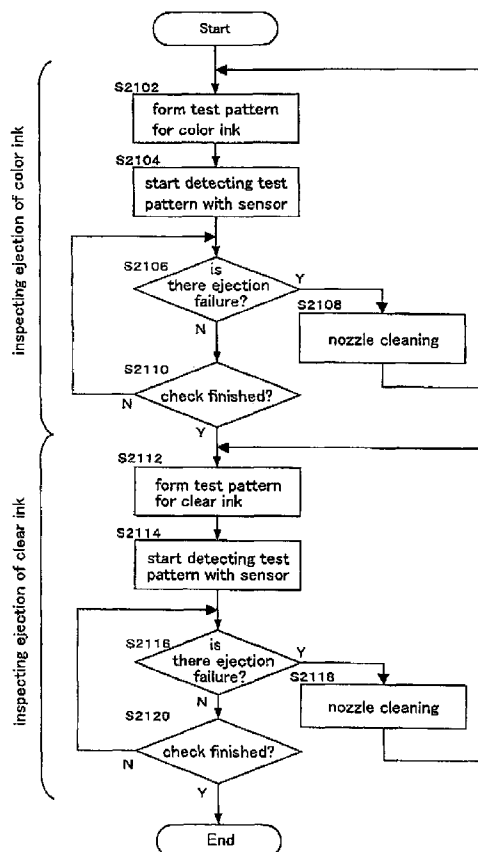 Start
inspecting ejection of color ink
S2102
form test pattern
for color ink
S2104
start detecting test
pattern with sensor
S2106
is
there ejection
failure?
Y
N
S2108
nozzle cleaning
S2110
check finished?
N
Y
inspecting ejection of clear ink
S2112
form test pattern
for clear ink
S2114
start detecting test
pattern with sensor
S2116
is
there ejection
failure?
Y
N
S2118
nozzle cleaning
S2120
check finished?
N
Y
End